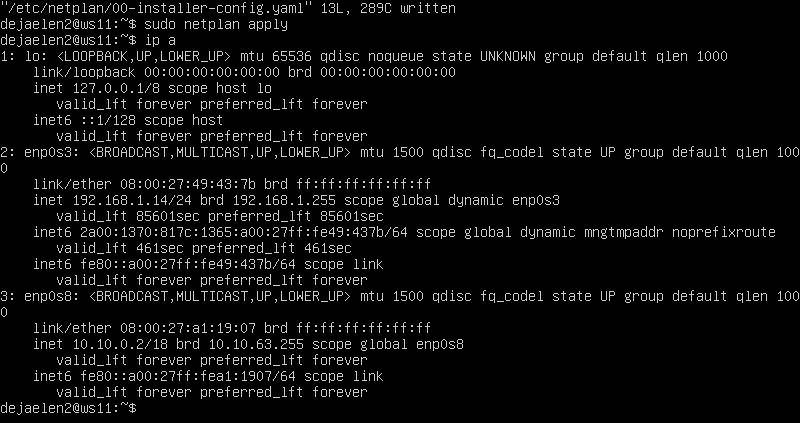 "/etc/netplan/00-installer-config.yaml" 13L, 289C written
dejaelen2@ws11:~$ sudo netplan apply
dejaelen2@ws11:~$ ip a
1: lo: <LOOPBACK,UP,LOWER_UP> mtu 65536 qdisc noqueue state UNKNOWN group default qlen 1000
    link/loopback 00:00:00:00:00:00 brd 00:00:00:00:00:00
    inet 127.0.0.1/8 scope host lo
       valid_lft forever preferred_lft forever
    inet6 ::1/128 scope host
       valid_lft forever preferred_lft forever
2: enp0s3: <BROADCAST,MULTICAST,UP,LOWER_UP> mtu 1500 qdisc fq_codel state UP group default qlen 100
0
    link/ether 08:00:27:49:43:7b brd ff:ff:ff:ff:ff:ff
    inet 192.168.1.14/24 brd 192.168.1.255 scope global dynamic enp0s3
       valid_lft 85601sec preferred_lft 85601sec
    inet6 2a00:1370:817c:1365:a00:27ff:fe49:437b/64 scope global dynamic mngtmpaddr noprefixroute
       valid_lft 461sec preferred_lft 461sec
    inet6 fe80::a00:27ff:fe49:437b/64 scope link
       valid_lft forever preferred_lft forever
3: enp0s8: <BROADCAST,MULTICAST,UP,LOWER_UP> mtu 1500 qdisc fq_codel state UP group default qlen 100
0
    link/ether 08:00:27:a1:19:07 brd ff:ff:ff:ff:ff:ff
    inet 10.10.0.2/18 brd 10.10.63.255 scope global enp0s8
       valid_lft forever preferred_lft forever
    inet6 fe80::a00:27ff:fea1:1907/64 scope link
       valid_lft forever preferred_lft forever
dejaelen2@ws11:~$